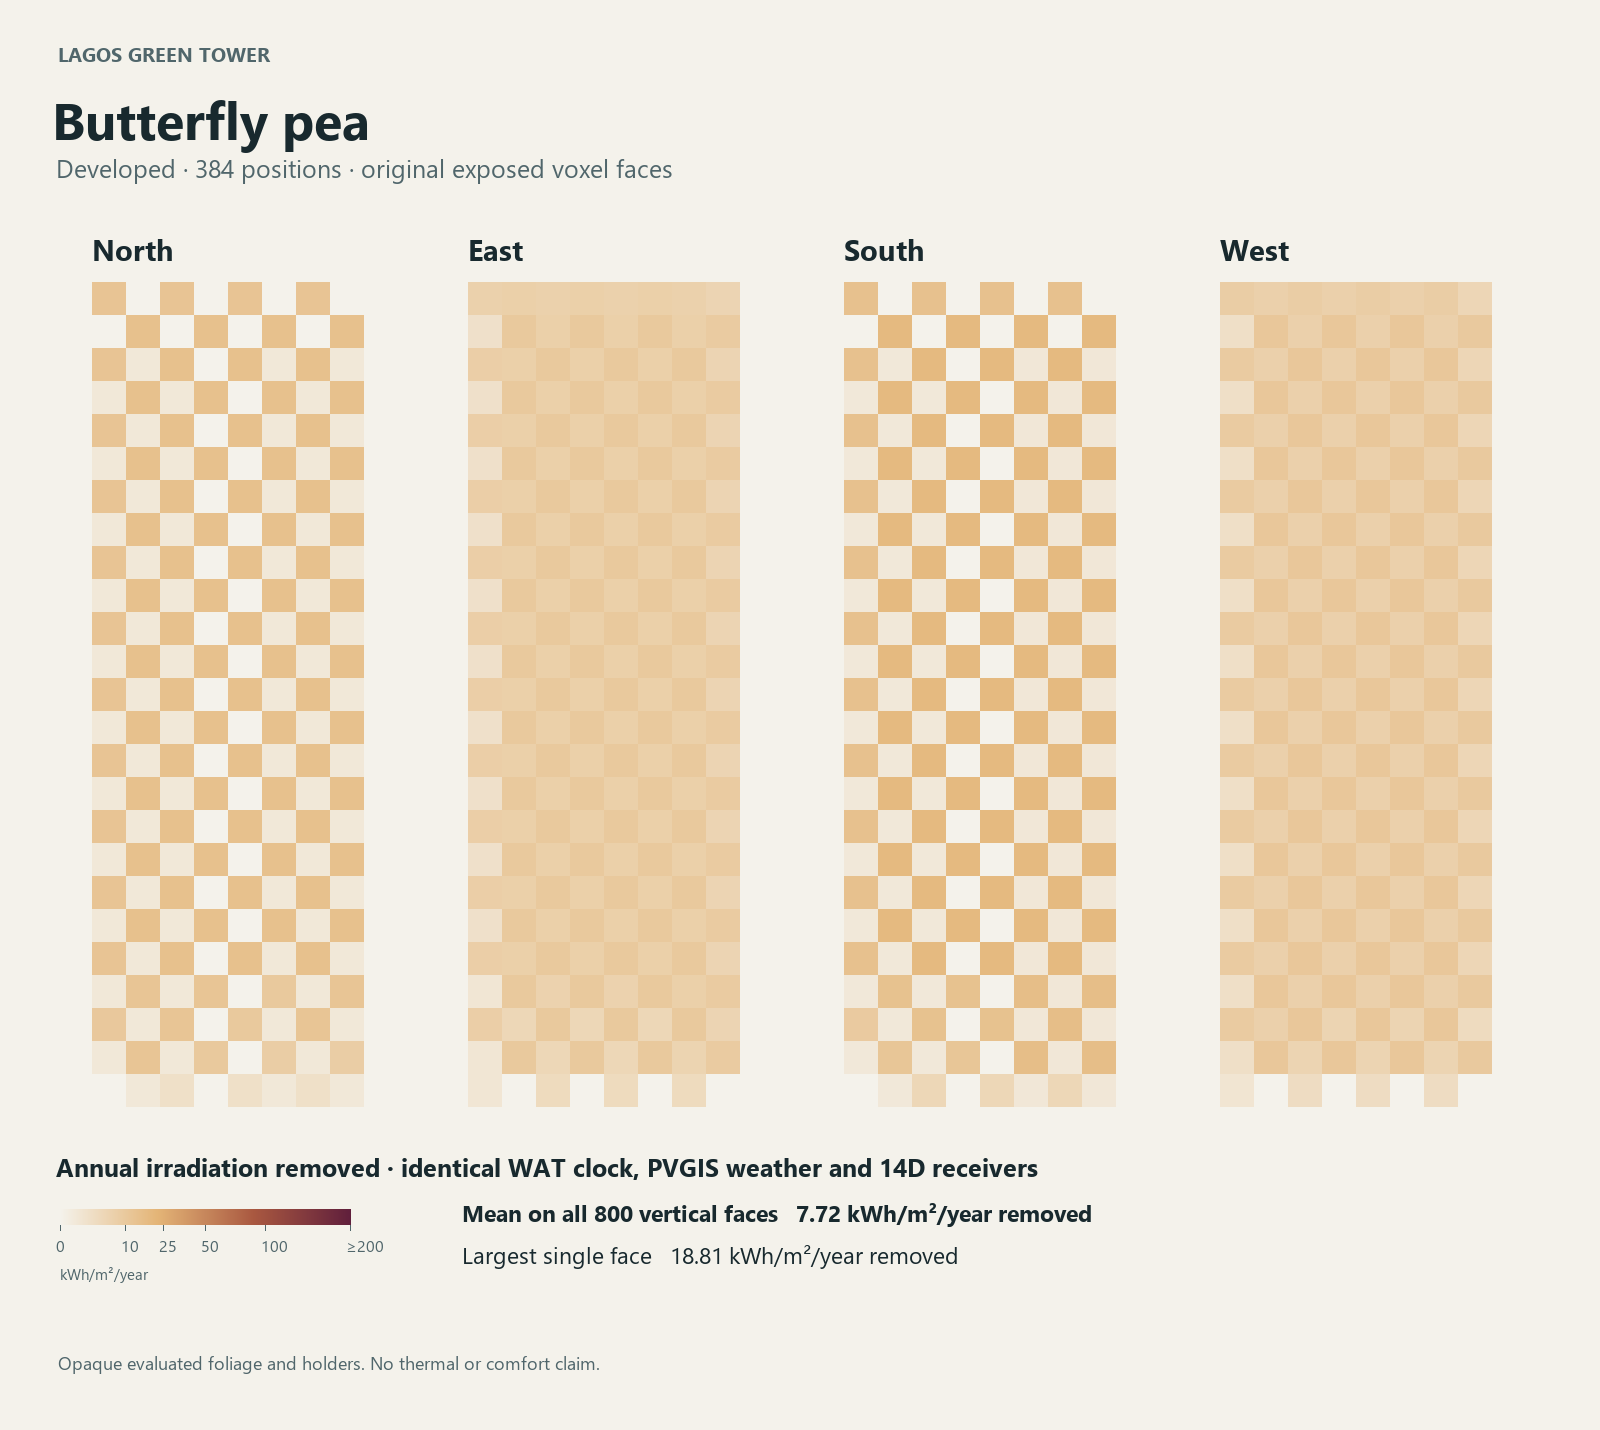 LAGOS GREEN TOWER
Butterfly pea
Developed · 384 positions · original exposed voxel faces
North East South West
Annual irradiation removed · identical WAT clock, PVGIS weather and 14D receivers
Mean on all 800 vertical faces 7.72 kWh/m²/year removed
0 10 25 50 100 ≥200
Largest single face 18.81 kWh/m²/year removed
kWh/m²/year
Opaque evaluated foliage and holders. No thermal or comfort claim.